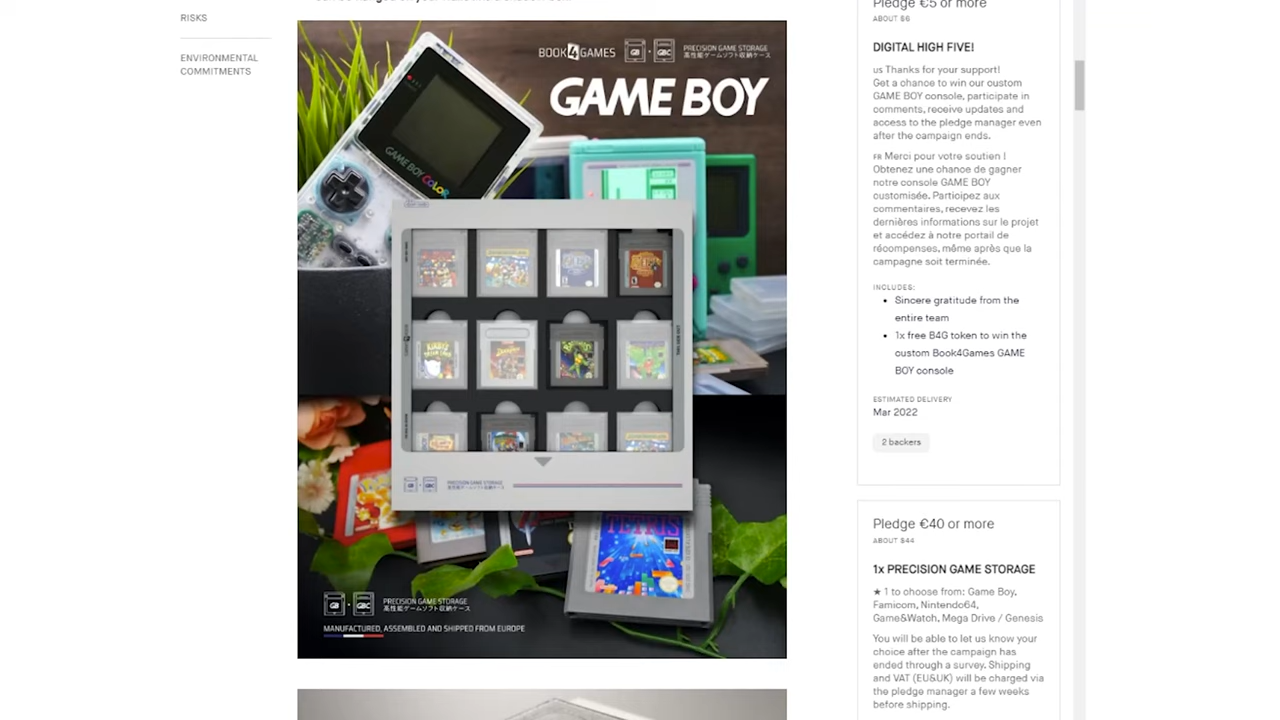 RISKS
ENVIRONMENTAL
COMMITMENTS
BOOK4GAMES
GB
GBC
PRECISION GAME STORAGE
高性能ゲームソフト収納ケース
GAME BOY
GAME BOY COLOR
PRECISION GAME STORAGE
TETRIS
GB
GBC
PRECISION GAME STORAGE
高性能ゲームソフト収納ケース
MANUFACTURED, ASSEMBLED AND SHIPPED FROM EUROPE
Pledge €5 or more
ABOUT $6
DIGITAL HIGH FIVE!
us Thanks for your support!
Get a chance to win our custom
GAME BOY console, participate in
comments, receive updates and
access to the pledge manager even
after the campaign ends.
FR Merci pour votre soutien !
Obtenez une chance de gagner
notre console GAME BOY
customisée. Participez aux
commentaires, recevez les
dernières informations sur le projet
et accédez à notre portail de
récompenses, même après que la
campagne soit terminée.
INCLUDES:
• Sincere gratitude from the
entire team
• 1x free B4G token to win the
custom Book4Games GAME
BOY console
ESTIMATED DELIVERY
Mar 2022
2 backers
Pledge €40 or more
ABOUT $44
1x PRECISION GAME STORAGE
★ 1 to choose from: Game Boy,
Famicom, Nintendo64,
Game&Watch, Mega Drive / Genesis
You will be able to let us know your
choice after the campaign has
ended through a survey. Shipping
and VAT (EU&UK) will be charged via
the pledge manager a few weeks
before shipping.